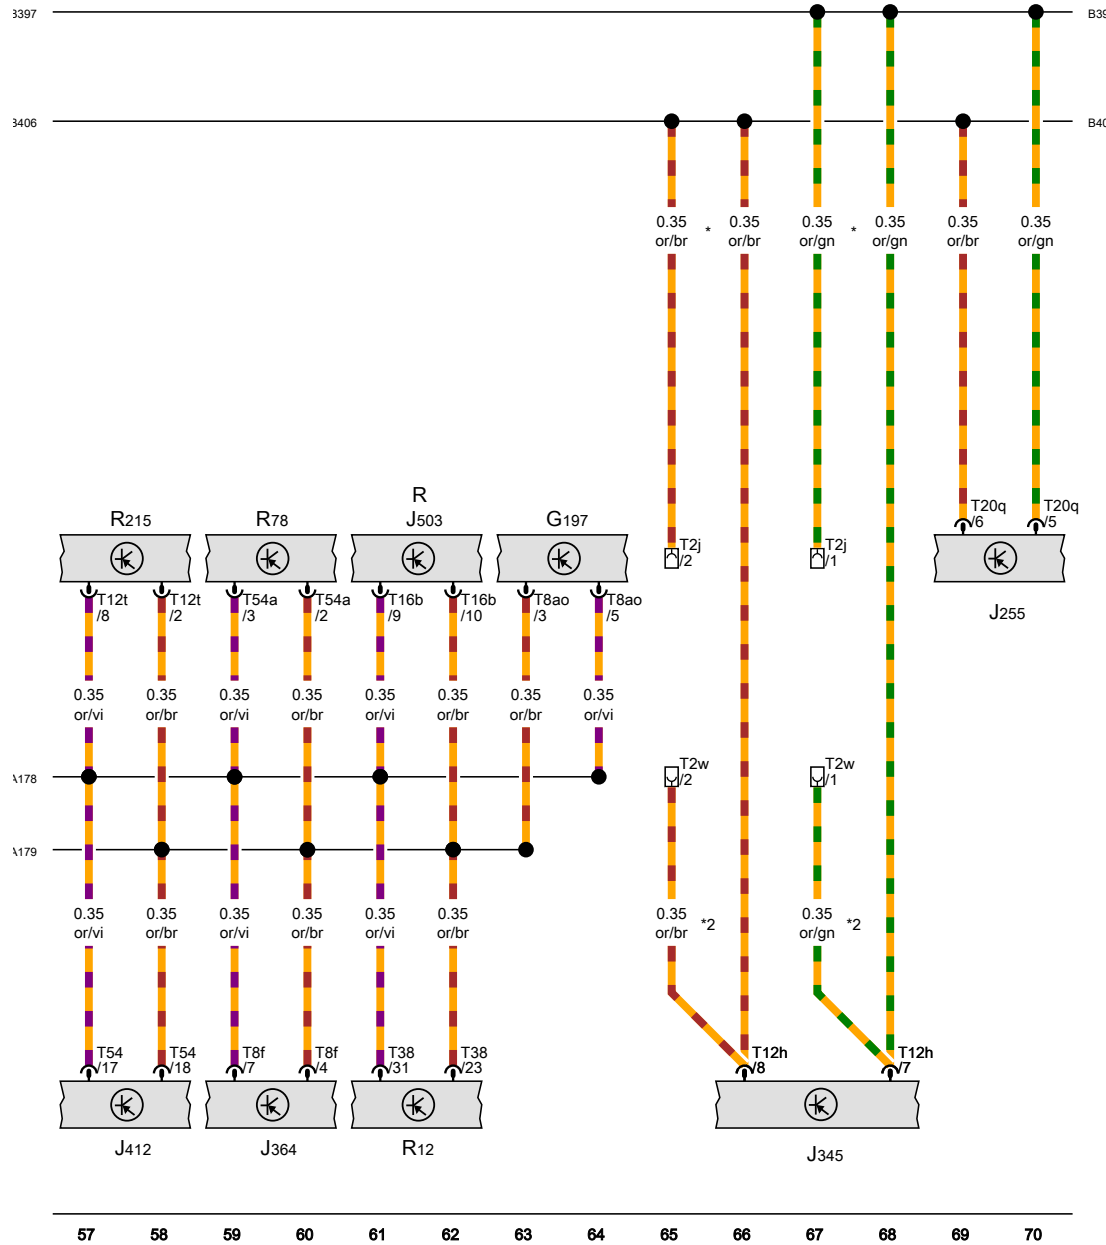 3397 B39
3406 B40
0.35 0.35 0.35 0.35 0.35 0.35
or/br * or/br or/gn * or/gn or/br or/gn
R
R215 R78 J503 G197
T20q T20q
/6 /5
T2j T2j
/2 /1
J255
T12t T12t T54a T54a T16b T16b T8ao T8ao
/8 /2 /3 /2 /9 /10 /3 /5
0.35 0.35 0.35 0.35 0.35 0.35 0.35 0.35
or/vi or/br or/vi or/br or/vi or/br or/br or/vi
T2w T2w
/2 /1
178
179
0.35 0.35 0.35 0.35 0.35 0.35 0.35 0.35
or/vi or/br or/vi or/br or/vi or/br or/br *2 or/gn *2
T54 T54 T8f T8f T38 T38 T12h T12h
/17 /18 /7 /4 /31 /23 /8 /7
J412 J364 R12 J345
57 58 59 60 61 62 63 64 65 66 67 68 69 70